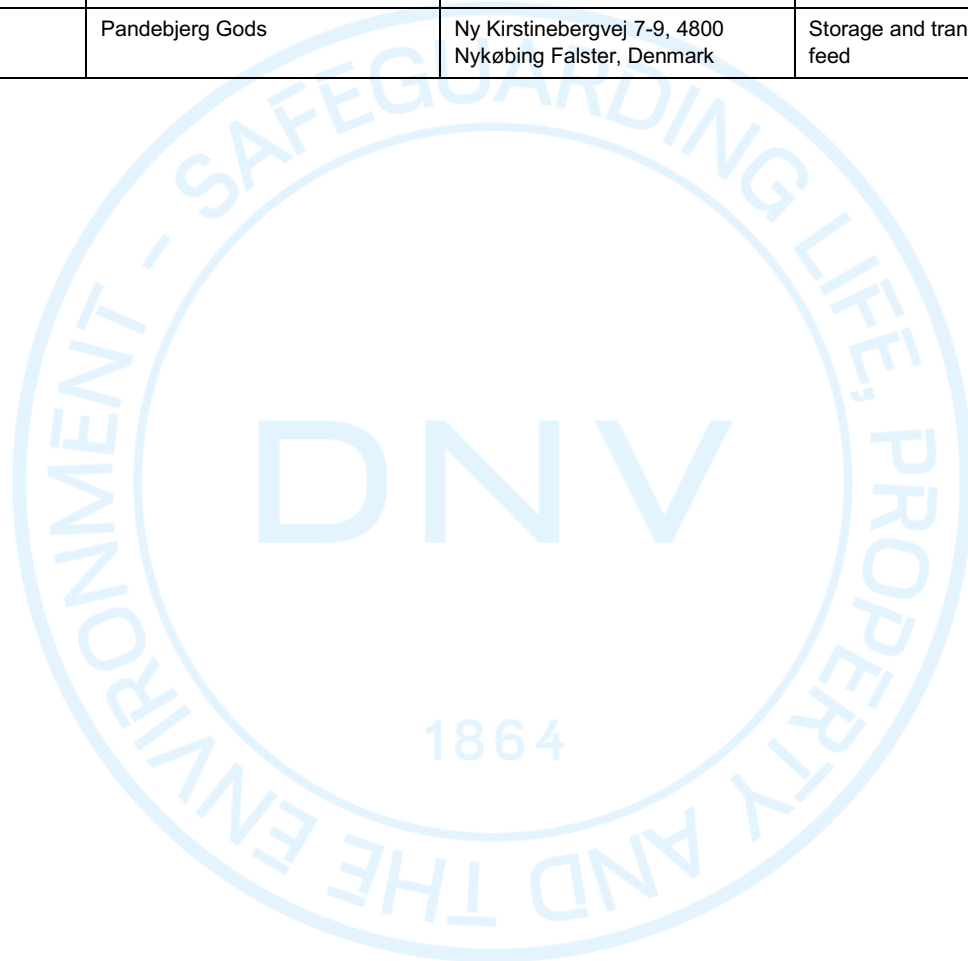 Pandebjerg Gods
Ny Kirstinebergvej 7-9, 4800
Nykøbing Falster, Denmark
Storage and tran
feed
SAFEGUARDING LIFE, PROPERTY AND THE ENVIRONMENT -
DNV
1864